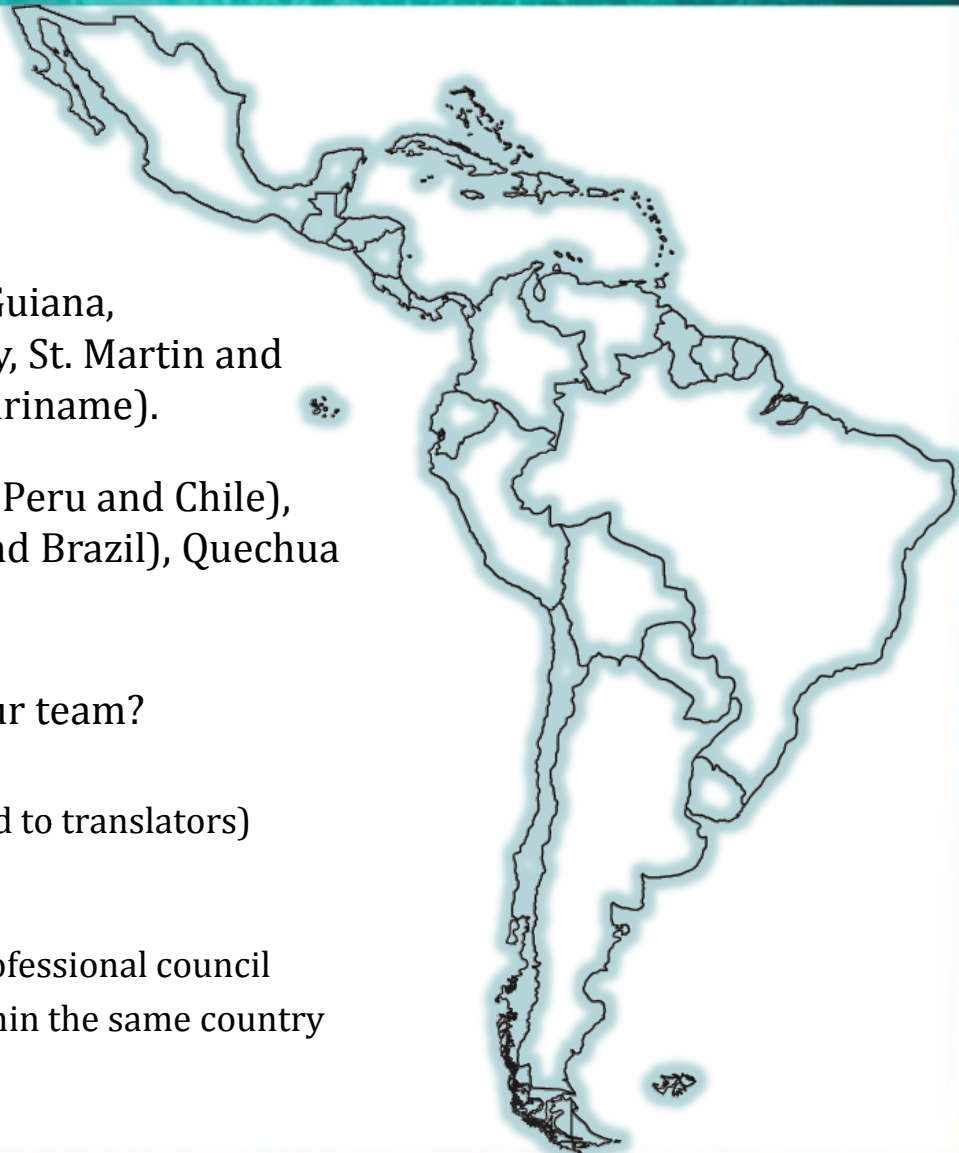 Guiana,
, St. Martin and
uriname).
Peru and Chile),
nd Brazil), Quechua
ur team?
d to translators)
ofessional council
hin the same country